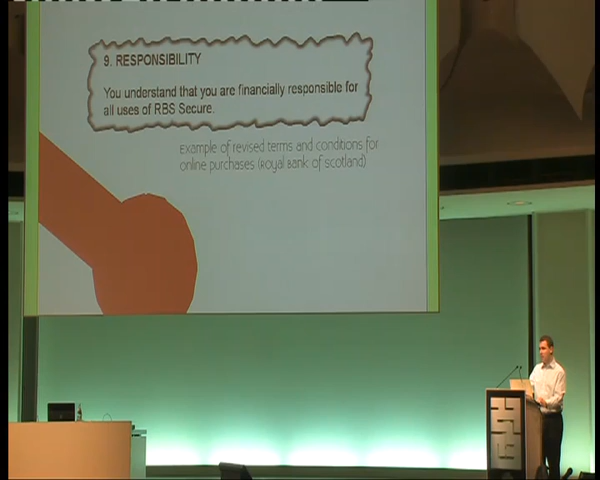 9. RESPONSIBILITY
You understand that you are financially responsible for
all uses of RBS Secure.
Example of revised terms and conditions for
online purchases (Royal Bank of Scotland)